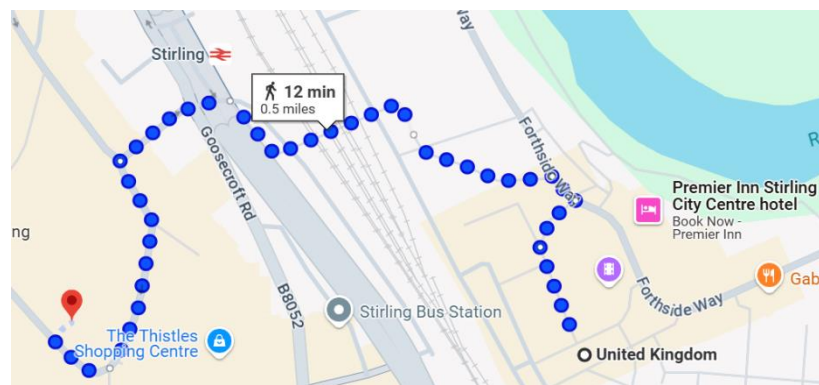 Way
Stirling
12 min
0.5 miles
Goosecroft Rd
Forthside Way
R
Premier Inn Stirling
City Centre hotel
Book Now -
Premier Inn
ng
B8052
Stirling Bus Station
Forthside Way
Gab
The Thistles
Shopping Centre
United Kingdom